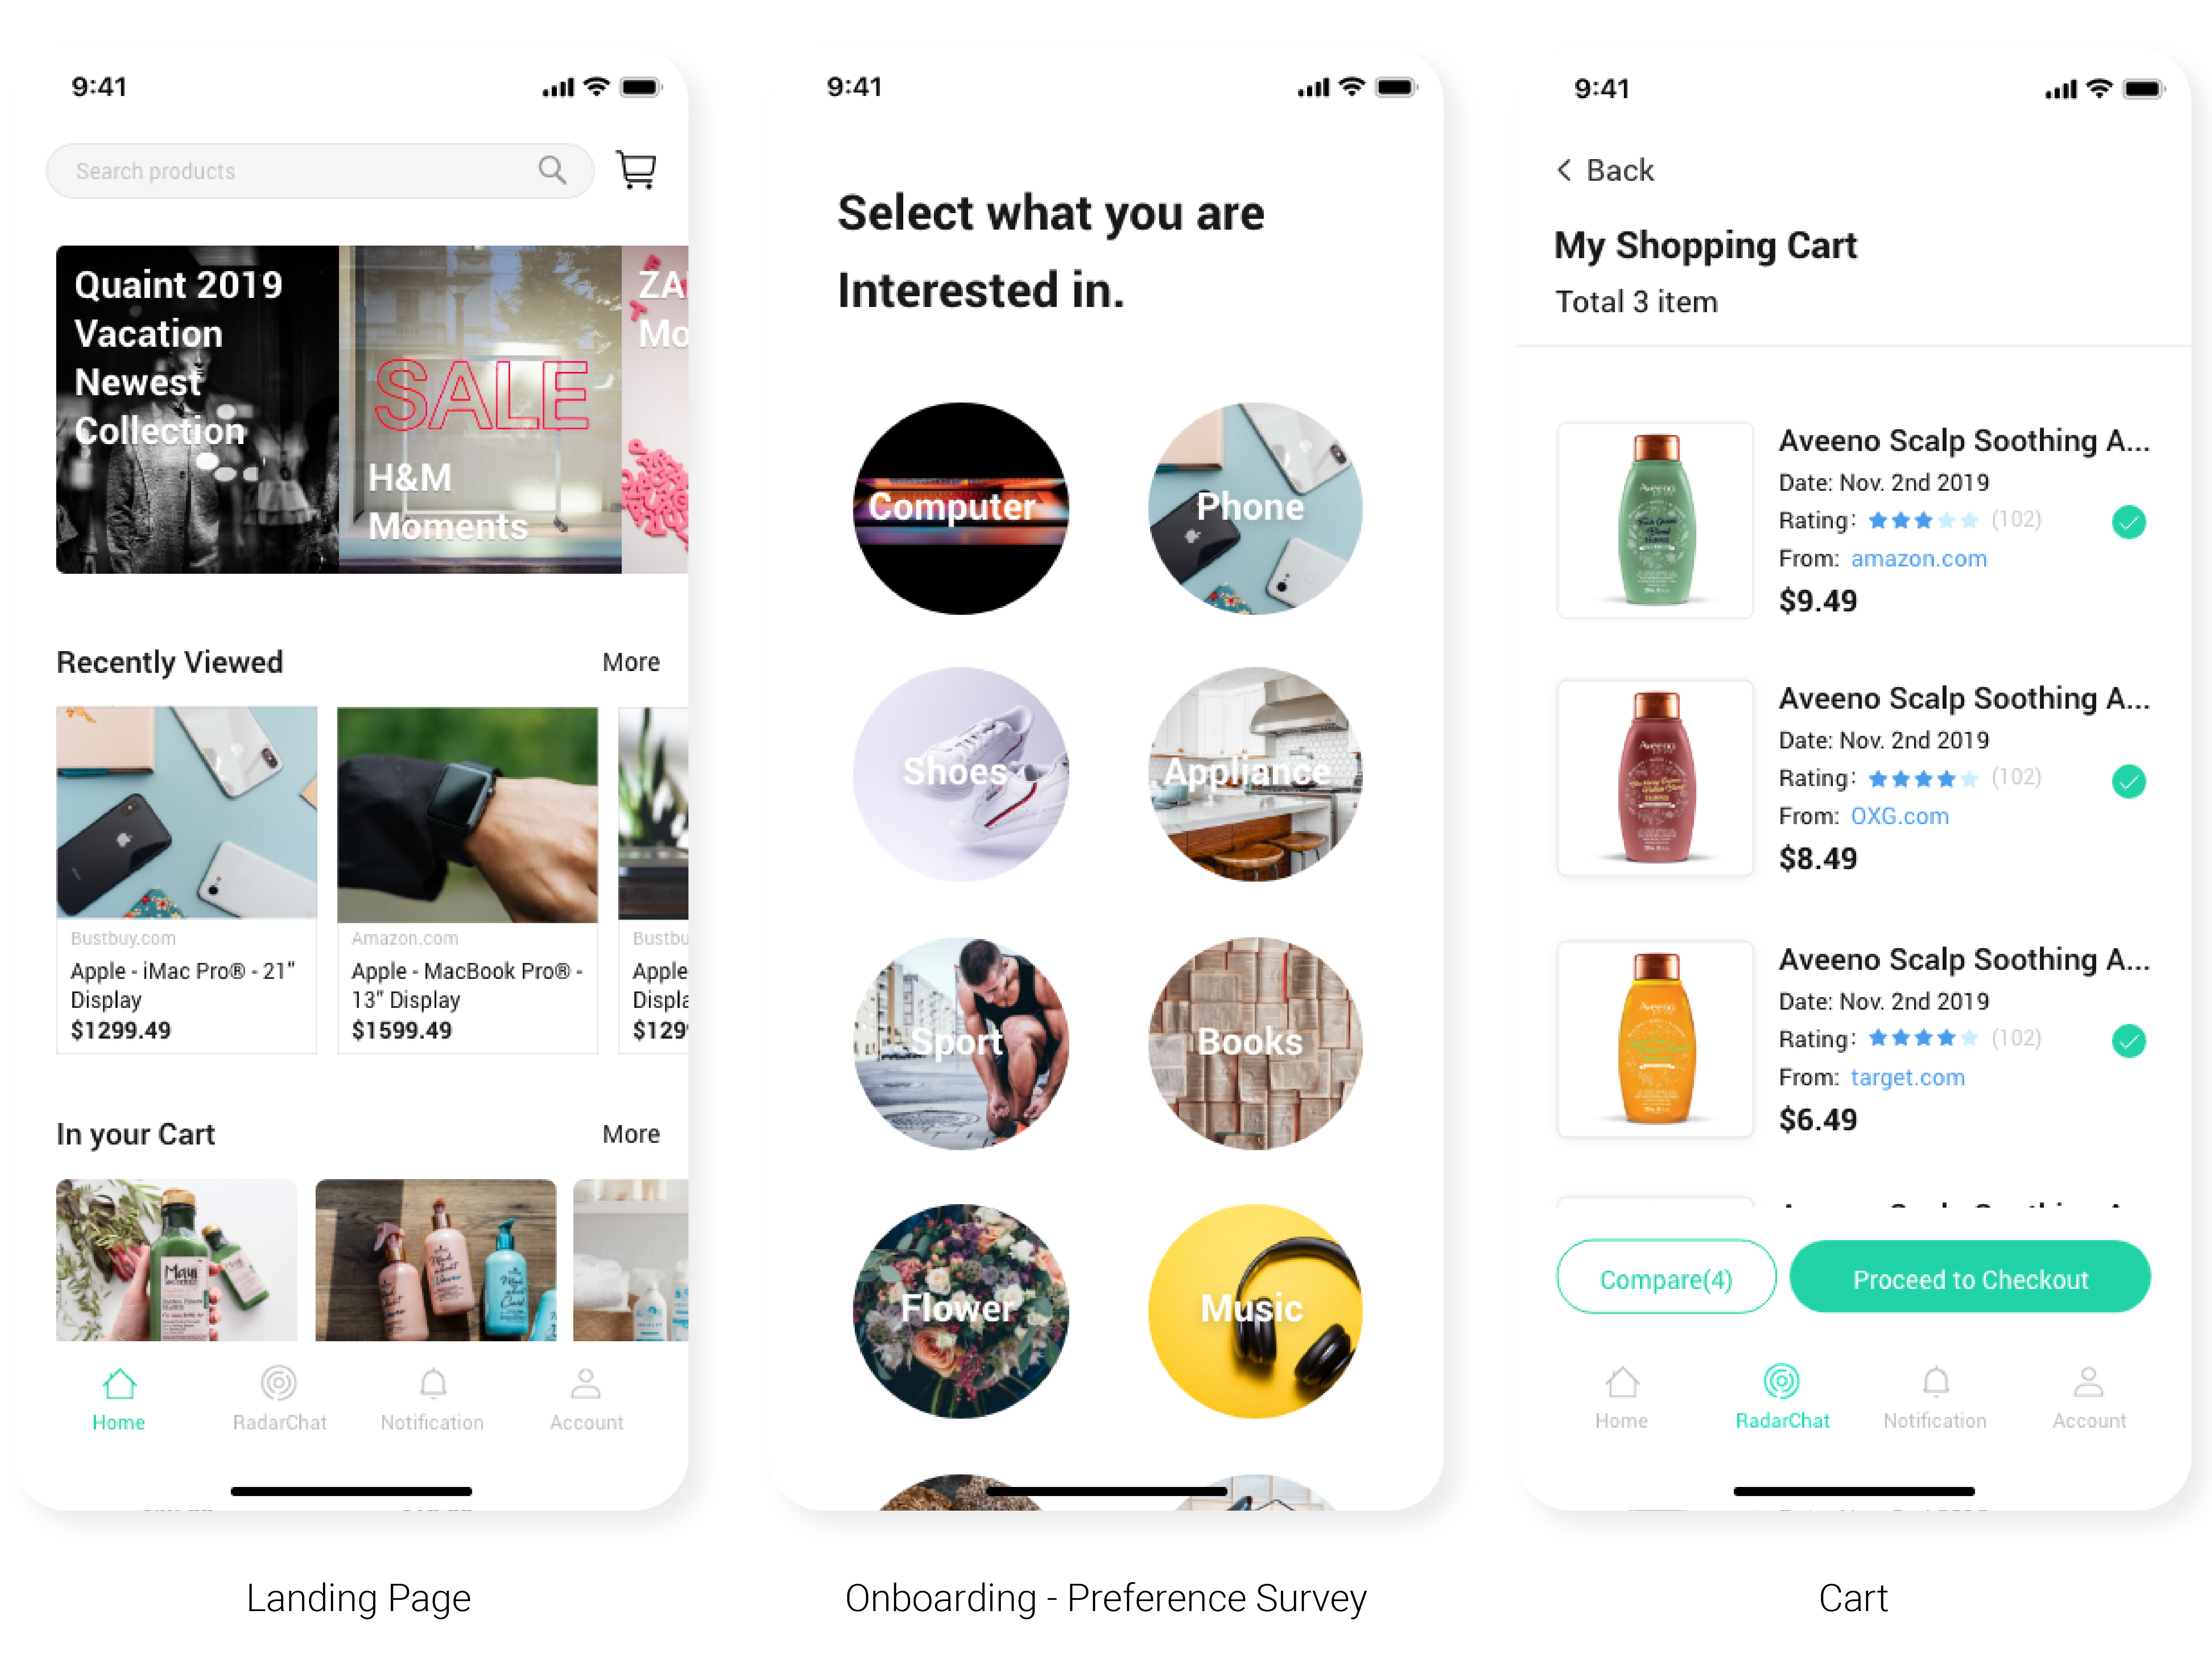 9:41
Search products
Quaint 2019
Vacation
Newest
Collection
SALE
H&M
Moments
ZA
Mo
Recently Viewed
More
Bustbuy.com
Apple - iMac Pro® - 21"
Display
$1299.49
Amazon.com
Apple - MacBook Pro® -
13" Display
$1599.49
Bustbu
Apple
Displa
$129
In your Cart
More
Maui
Home
RadarChat
Notification
Account
Landing Page
9:41
Select what you are
Interested in.
Computer
Phone
Shoes
Appliance
Sport
Books
Flower
Music
Onboarding - Preference Survey
9:41
Back
My Shopping Cart
Total 3 item
Aveeno
Aveeno Scalp Soothing A...
Date: Nov. 2nd 2019
Rating: (102)
From: amazon.com
$9.49
Aveeno
Aveeno Scalp Soothing A...
Date: Nov. 2nd 2019
Rating: (102)
From: OXG.com
$8.49
Aveeno
Aveeno Scalp Soothing A...
Date: Nov. 2nd 2019
Rating: (102)
From: target.com
$6.49
Compare(4)
Proceed to Checkout
Home
RadarChat
Notification
Account
Cart